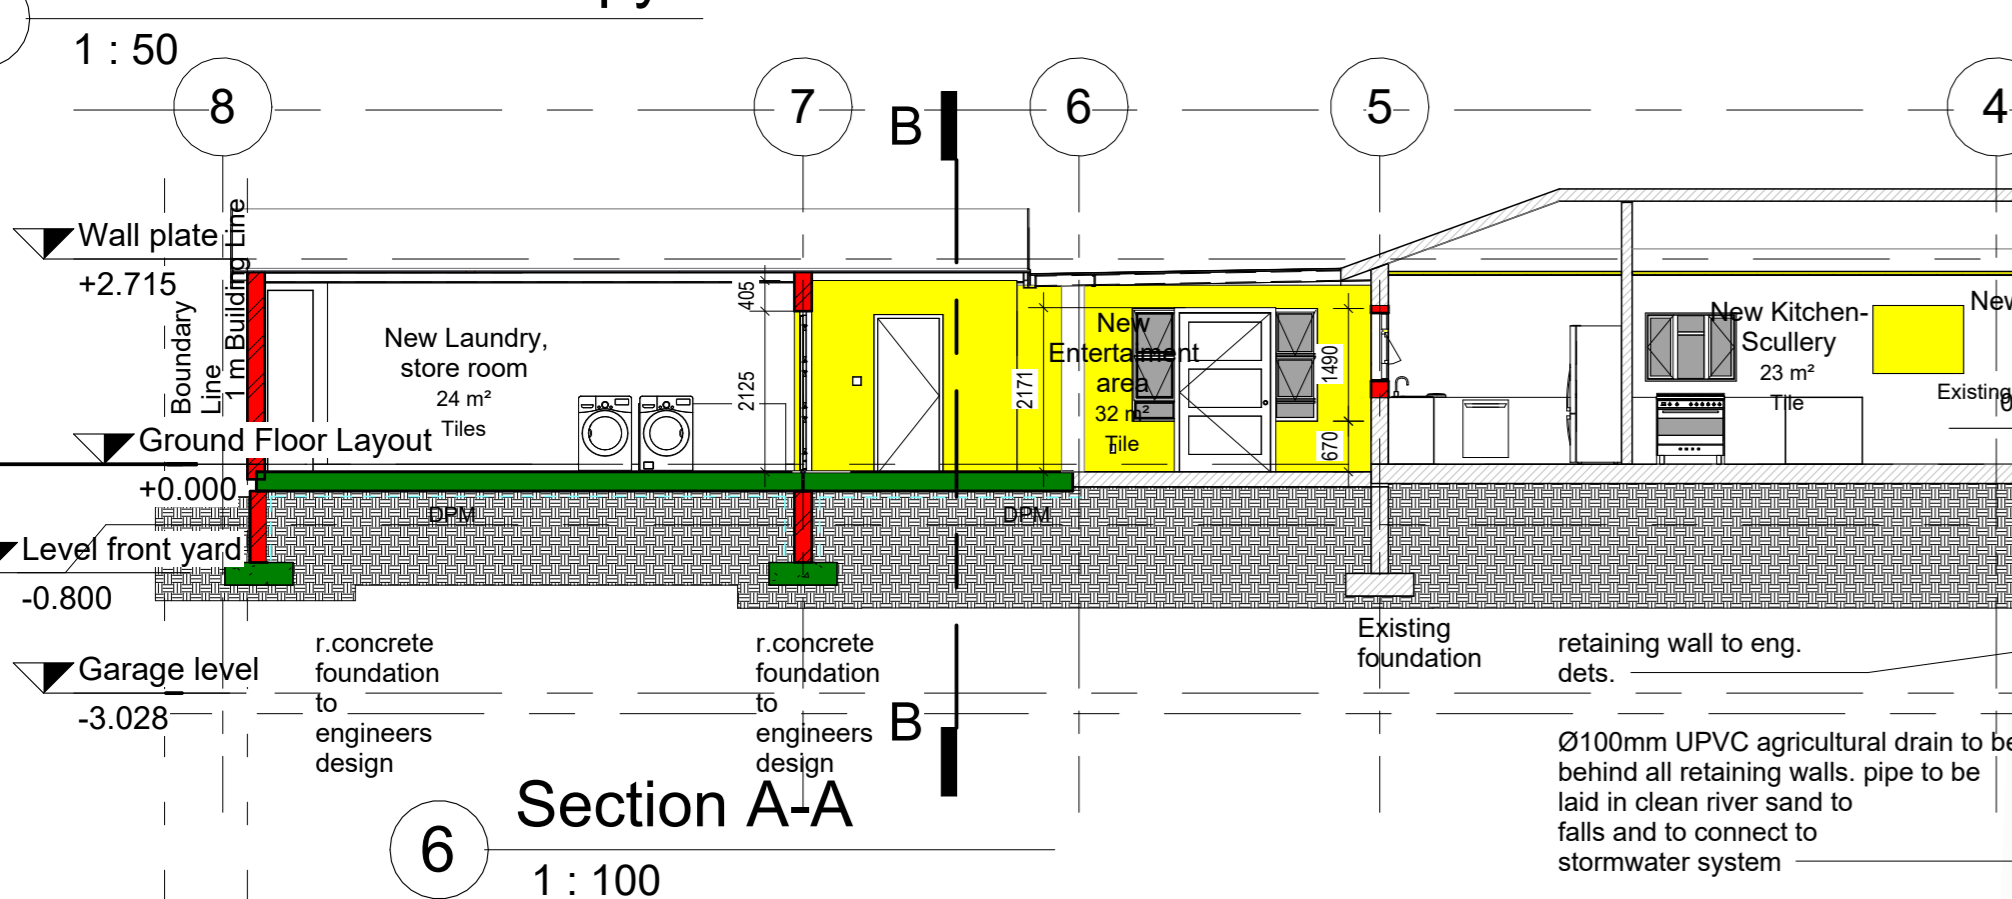 1 : 50
8
7
6
5
4
B
Wall plate
+2.715
Boundary
Line
1 m Building Line
New Laundry,
store room
24 m²
Tiles
405
2125
2171
New
Entertaiment
area
32 m²
Tile
1490
670
New Kitchen-
Scullery
23 m²
Tile
New
Existing
Ground Floor Layout
+0.000
DPM
DPM
Level front yard
-0.800
Garage level
-3.028
r.concrete
foundation
to
engineers
design
r.concrete
foundation
to
engineers
design
B
Existing
foundation
retaining wall to eng.
dets.
Ø100mm UPVC agricultural drain to be
behind all retaining walls. pipe to be
laid in clean river sand to
falls and to connect to
stormwater system
6
Section A-A
1 : 100